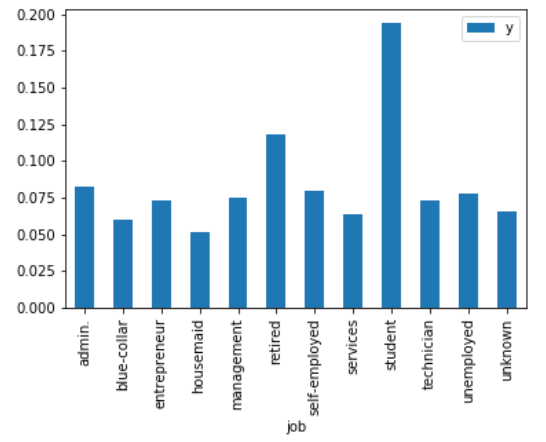 0.200
0.175
0.150
0.125
0.100
0.075
0.050
0.025
0.000
y
admin.
blue-collar
entrepreneur
housemaid
management
retired
self-employed
services
student
technician
unemployed
unknown
job